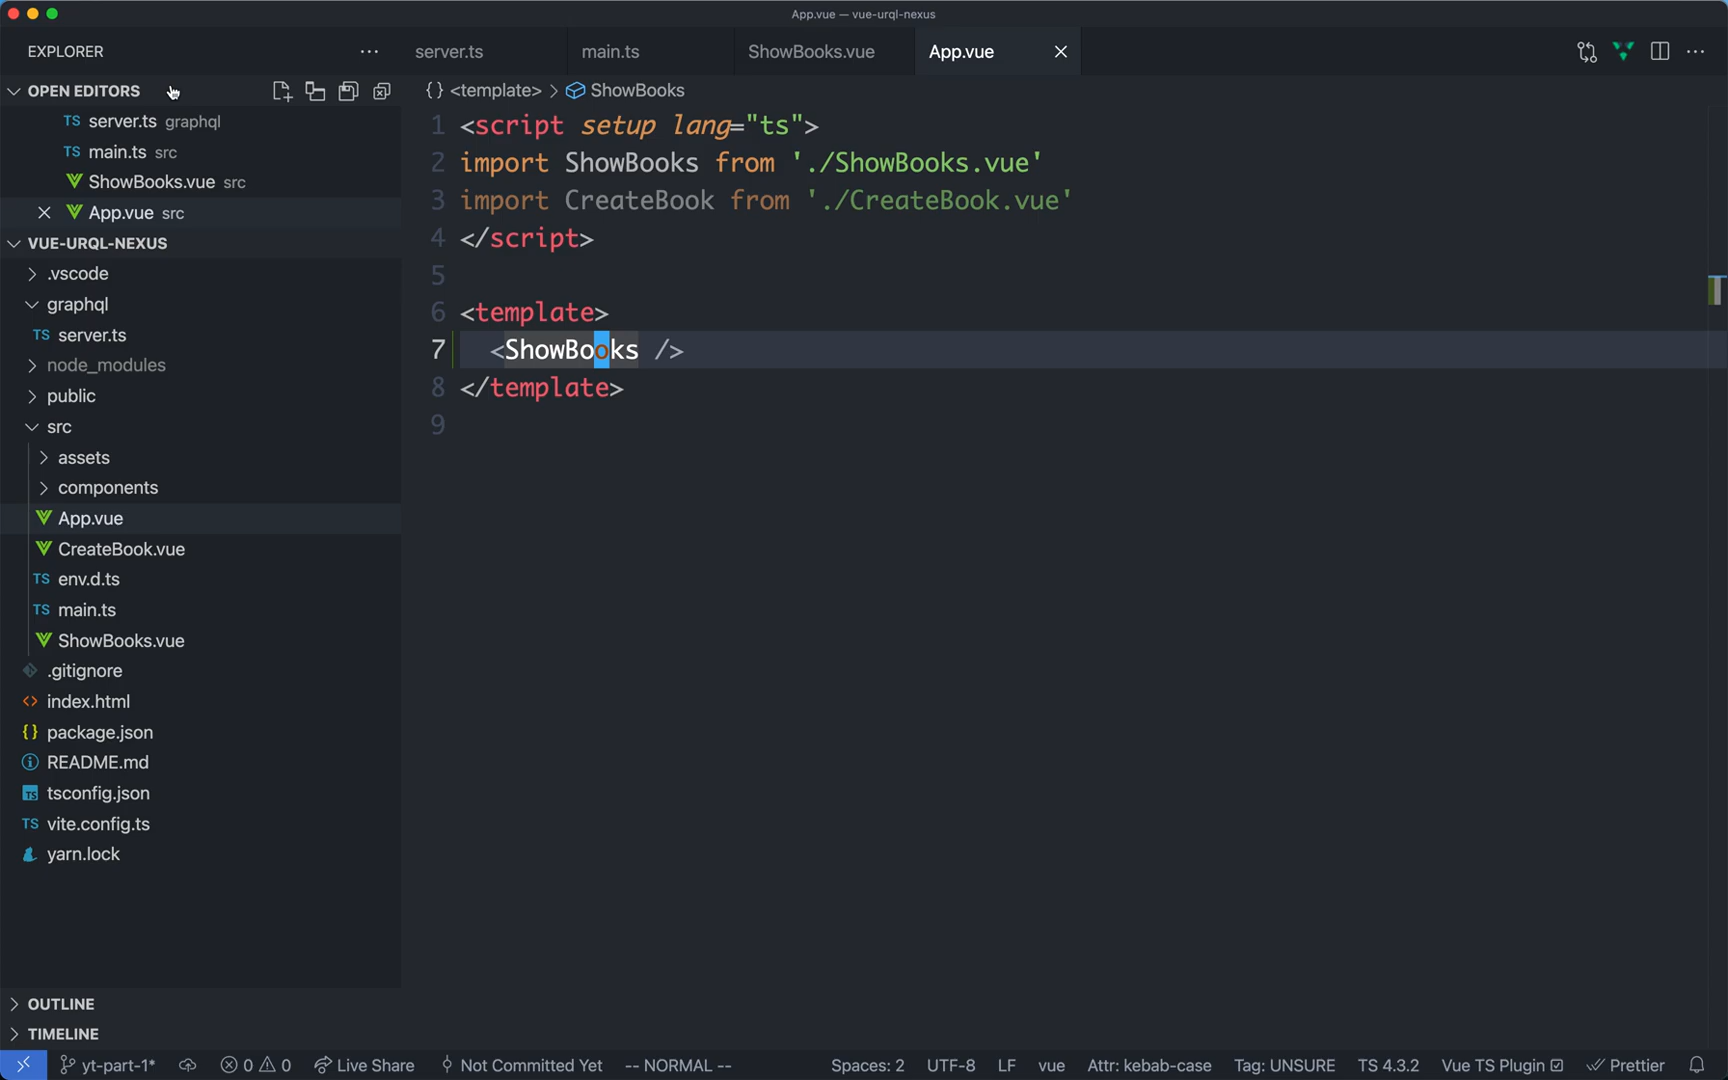 App.vue — vue-urql-nexus
EXPLORER
server.ts
main.ts
ShowBooks.vue
App.vue
OPEN EDITORS
TS server.ts graphql
TS main.ts src
ShowBooks.vue src
App.vue src
VUE-URQL-NEXUS
.vscode
graphql
TS server.ts
node_modules
public
src
assets
components
App.vue
CreateBook.vue
TS env.d.ts
TS main.ts
ShowBooks.vue
.gitignore
<> index.html
{} package.json
README.md
TS tsconfig.json
TS vite.config.ts
yarn.lock
OUTLINE
TIMELINE
{} <template> > ShowBooks
1 <script setup lang="ts">
2 import ShowBooks from './ShowBooks.vue'
3 import CreateBook from './CreateBook.vue'
4 </script>
5
6 <template>
7 <ShowBooks />
8 </template>
9
yt-part-1* 0 0 Live Share Not Committed Yet -- NORMAL -- Spaces: 2 UTF-8 LF vue Attr: kebab-case Tag: UNSURE TS 4.3.2 Vue TS Plugin Prettier